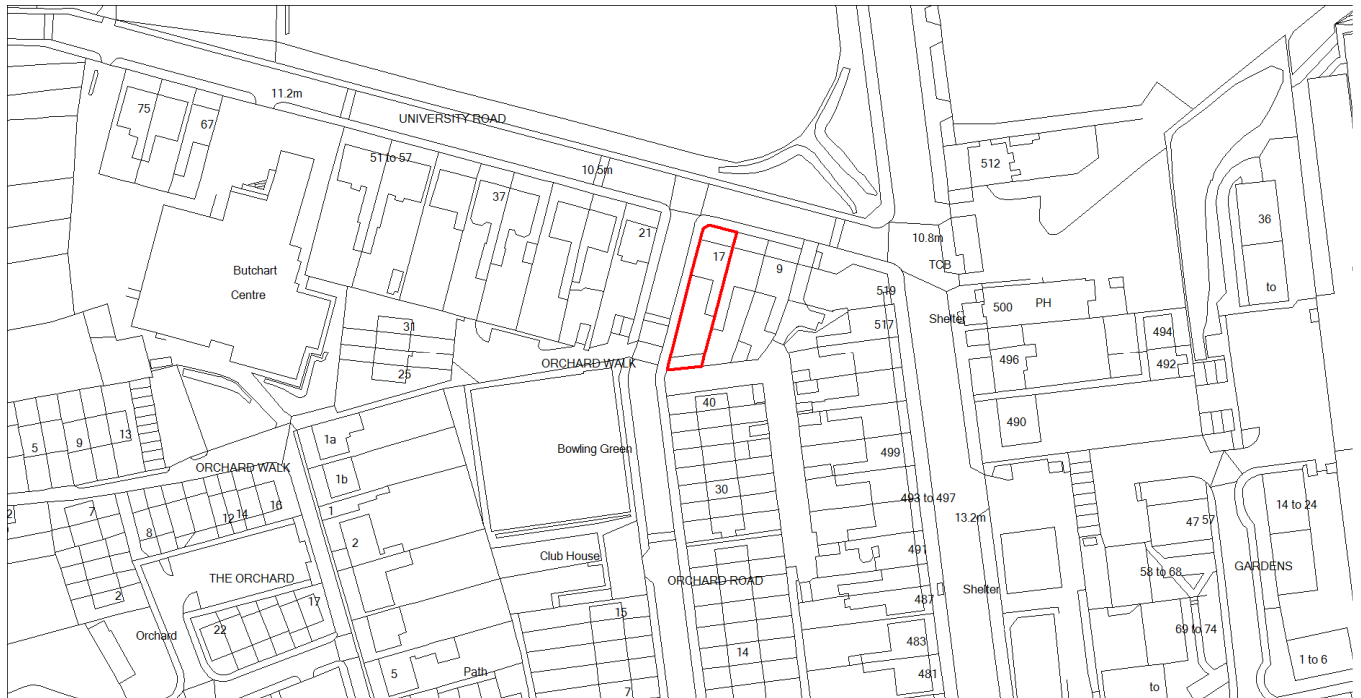 11.2m
75
67
UNIVERSITY ROAD
51 to 57
10.5m
37
512
36
21
10.8m
17
9
TCB
Butchart
Centre
to
519
500
PH
517
Shelter
31
494
496
492
ORCHARD WALK
25
40
490
1a
13
9
5
Bowling Green
499
ORCHARD WALK
1b
30
493 to 497
16
14
12
1
2
7
8
13.2m
47
57
14 to 24
2
491
Club House
GARDENS
58 to 68
THE ORCHARD
ORCHARD ROAD
Shelter
2
17
487
15
22
Orchard
69 to 74
483
14
1 to 6
5
Path
481
7
to